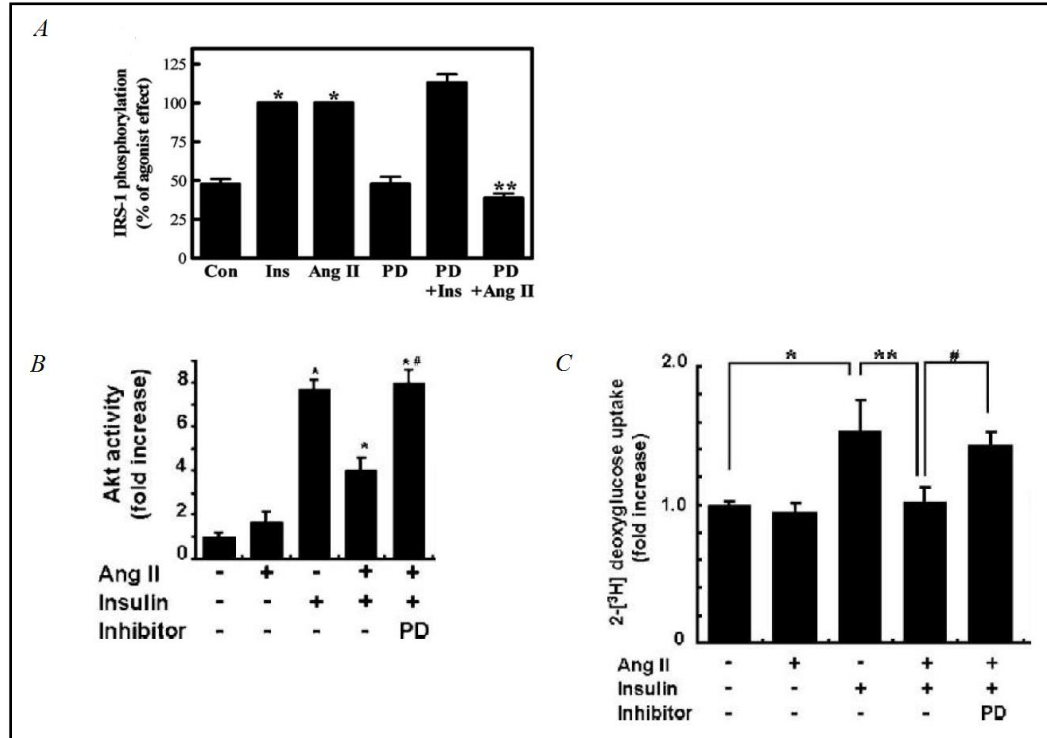 A
IRS-1 phosphorylation
(% of agonist effect)
125
100
75
50
25
0
* * **
Con Ins Ang II PD PD PD
+Ins +Ang II
B
Akt activity
(fold increase)
8
6
4
2
0
* * * #
Ang II - + - + +
Insulin - - + + +
Inhibitor - - - - PD
C
2-[³H] deoxyglucose uptake
(fold increase)
2.0
1.0
0
* ** #
Ang II - + - + +
Insulin - - + + +
Inhibitor - - - - PD